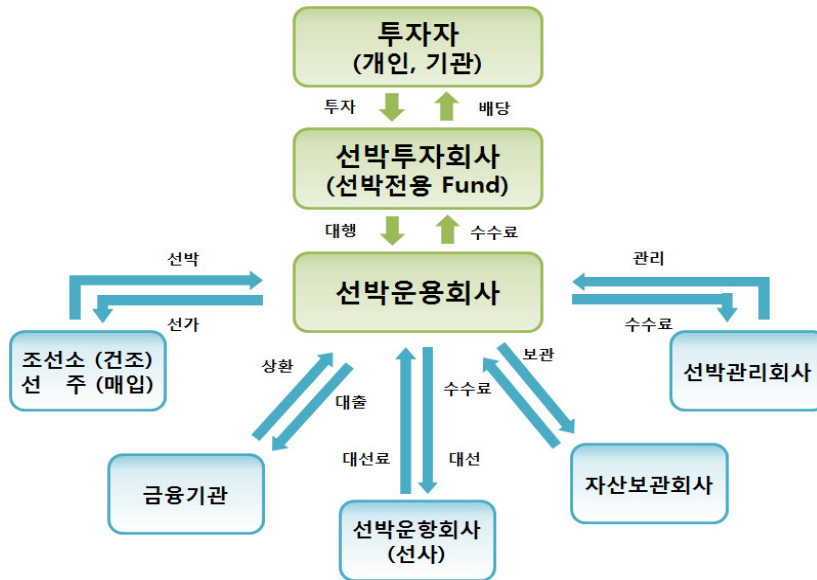 투자자
(개인, 기관)
투자
배당
선박투자회사
(선박전용 Fund)
대행
수수료
선박
관리
선박운용회사
선가
수수료
조선소 (건조)
선 주 (매입)
상환
대출
수수료
보관
선박관리회사
대선료
대선
금융기관
자산보관회사
선박운항회사
(선사)